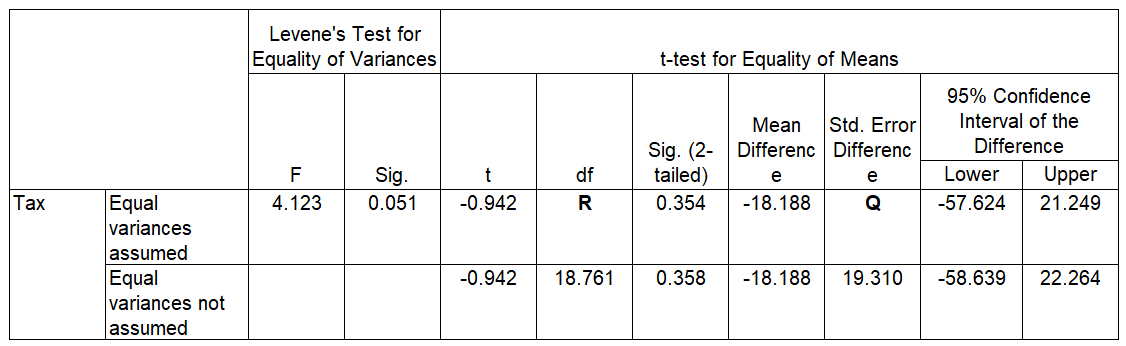 Levene's Test for
Equality of Variances
t-test for Equality of Means
F
Sig.
t
df
Sig. (2-
tailed)
Mean
Differenc
e
Std. Error
Differenc
e
95% Confidence
Interval of the
Difference
Lower
Upper
Tax
Equal
variances
assumed
4.123
0.051
-0.942
R
0.354
-18.188
Q
-57.624
21.249
Equal
variances not
assumed
-0.942
18.761
0.358
-18.188
19.310
-58.639
22.264